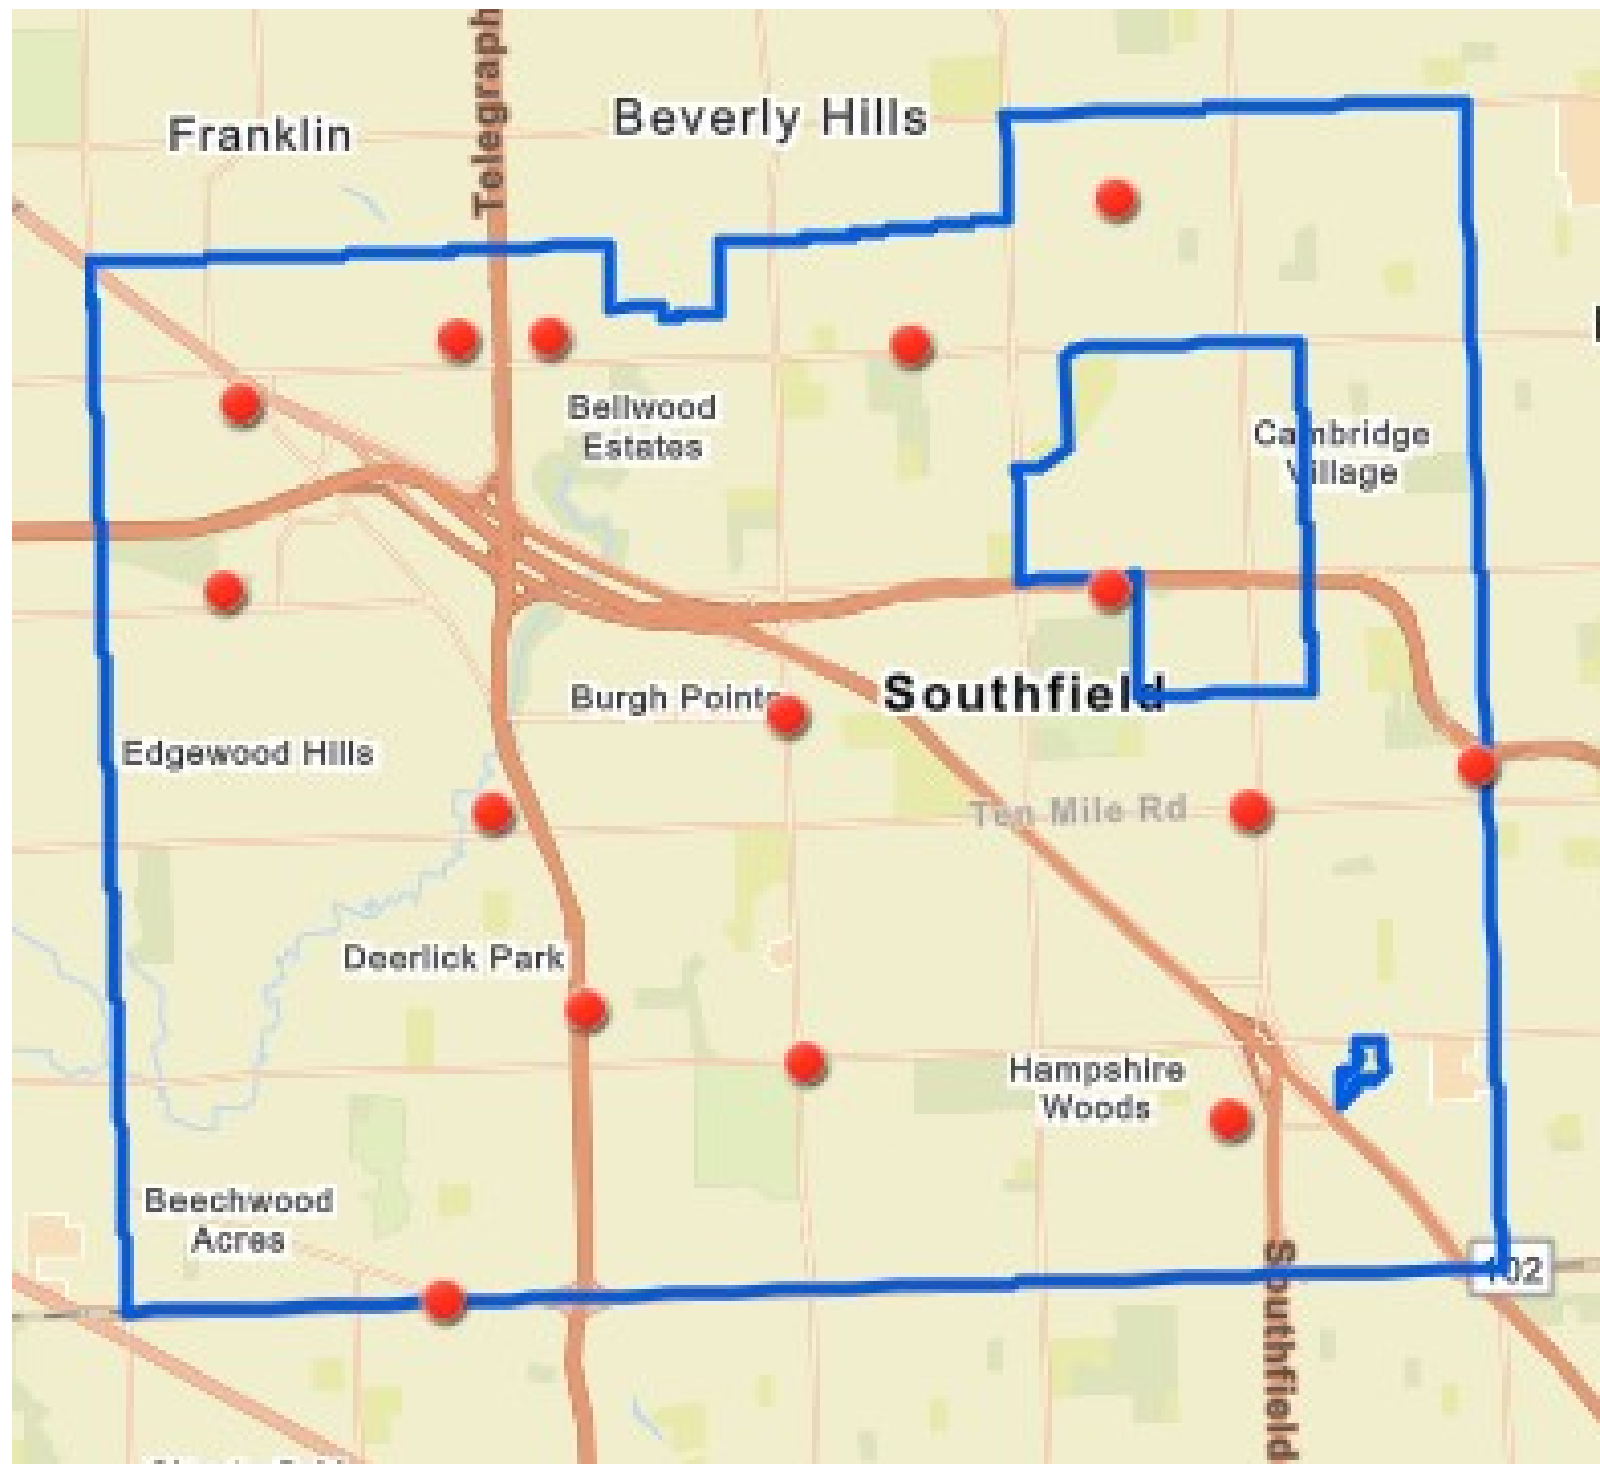 Telegraph
Franklin
Beverly Hills
Bellwood
Estates
Cambridge
Village
Burgh Points
Southfield
Edgewood Hills
Ten Mile Rd
Deerlick Park
Hampshire
Woods
Beechwood
Acres
102
Southfield